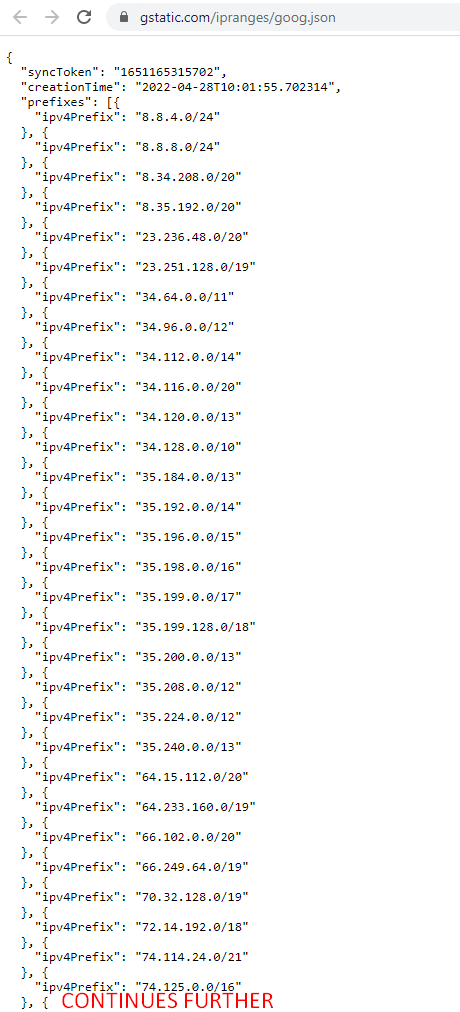 gstatic.com/ipranges/goog.json
{
  "syncToken": "1651165315702",
  "creationTime": "2022-04-28T10:01:55.702314",
  "prefixes": [{
    "ipv4Prefix": "8.8.4.0/24"
  }, {
    "ipv4Prefix": "8.8.8.0/24"
  }, {
    "ipv4Prefix": "8.34.208.0/20"
  }, {
    "ipv4Prefix": "8.35.192.0/20"
  }, {
    "ipv4Prefix": "23.236.48.0/20"
  }, {
    "ipv4Prefix": "23.251.128.0/19"
  }, {
    "ipv4Prefix": "34.64.0.0/11"
  }, {
    "ipv4Prefix": "34.96.0.0/12"
  }, {
    "ipv4Prefix": "34.112.0.0/14"
  }, {
    "ipv4Prefix": "34.116.0.0/20"
  }, {
    "ipv4Prefix": "34.120.0.0/13"
  }, {
    "ipv4Prefix": "34.128.0.0/10"
  }, {
    "ipv4Prefix": "35.184.0.0/13"
  }, {
    "ipv4Prefix": "35.192.0.0/14"
  }, {
    "ipv4Prefix": "35.196.0.0/15"
  }, {
    "ipv4Prefix": "35.198.0.0/16"
  }, {
    "ipv4Prefix": "35.199.0.0/17"
  }, {
    "ipv4Prefix": "35.199.128.0/18"
  }, {
    "ipv4Prefix": "35.200.0.0/13"
  }, {
    "ipv4Prefix": "35.208.0.0/12"
  }, {
    "ipv4Prefix": "35.224.0.0/12"
  }, {
    "ipv4Prefix": "35.240.0.0/13"
  }, {
    "ipv4Prefix": "64.15.112.0/20"
  }, {
    "ipv4Prefix": "64.233.160.0/19"
  }, {
    "ipv4Prefix": "66.102.0.0/20"
  }, {
    "ipv4Prefix": "66.249.64.0/19"
  }, {
    "ipv4Prefix": "70.32.128.0/19"
  }, {
    "ipv4Prefix": "72.14.192.0/18"
  }, {
    "ipv4Prefix": "74.114.24.0/21"
  }, {
    "ipv4Prefix": "74.125.0.0/16"
  }, { CONTINUES FURTHER